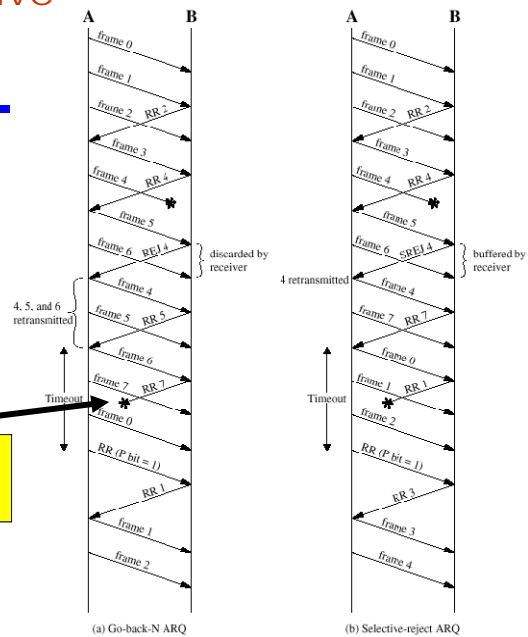 A B
frame 0
frame 1
frame 2
RR 2
frame 3
frame 4
RR 4
frame 5
frame 6
REJ 4
discarded by
receiver
4, 5, and 6
retransmitted
frame 4
frame 5
RR 5
frame 6
Timeout
frame 7
RR 7
frame 0
RR (P bit = 1)
RR 1
frame 1
frame 2
(a) Go-back-N ARQ
A B
frame 0
frame 1
frame 2
RR 2
frame 3
frame 4
RR 4
frame 5
frame 6
SREJ 4
buffered by
receiver
4 retransmitted
frame 4
frame 7
RR 7
frame 0
Timeout
frame 1
RR 1
frame 2
RR (P bit = 1)
RR 3
frame 3
frame 4
(b) Selective-reject ARQ